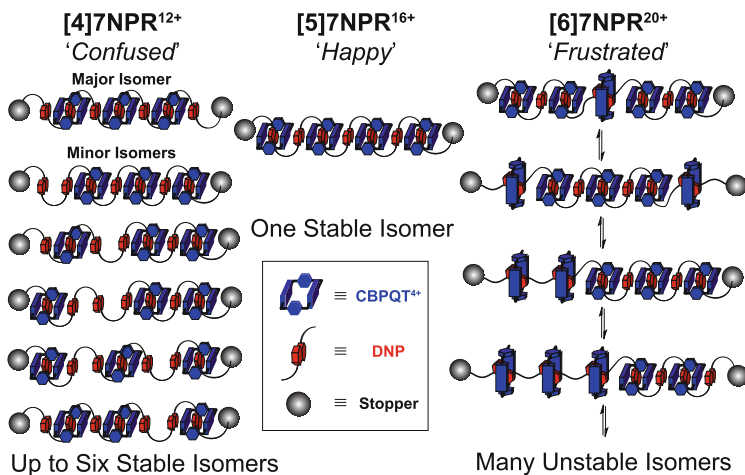 [4]7NPR12+
'Confused'
Major Isomer
Minor Isomers
Up to Six Stable Isomers
[5]7NPR16+
'Happy'
One Stable Isomer
≡ CBPQT4+
≡ DNP
≡ Stopper
[6]7NPR20+
'Frustrated'
Many Unstable Isomers